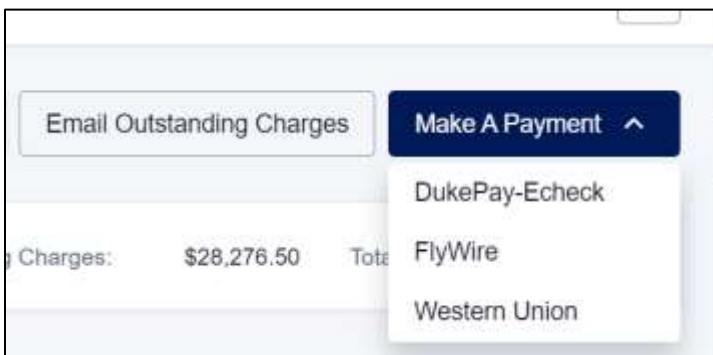 Email Outstanding Charges
Make A Payment
DukePay-Echeck
FlyWire
Western Union
Charges: $28,276.50